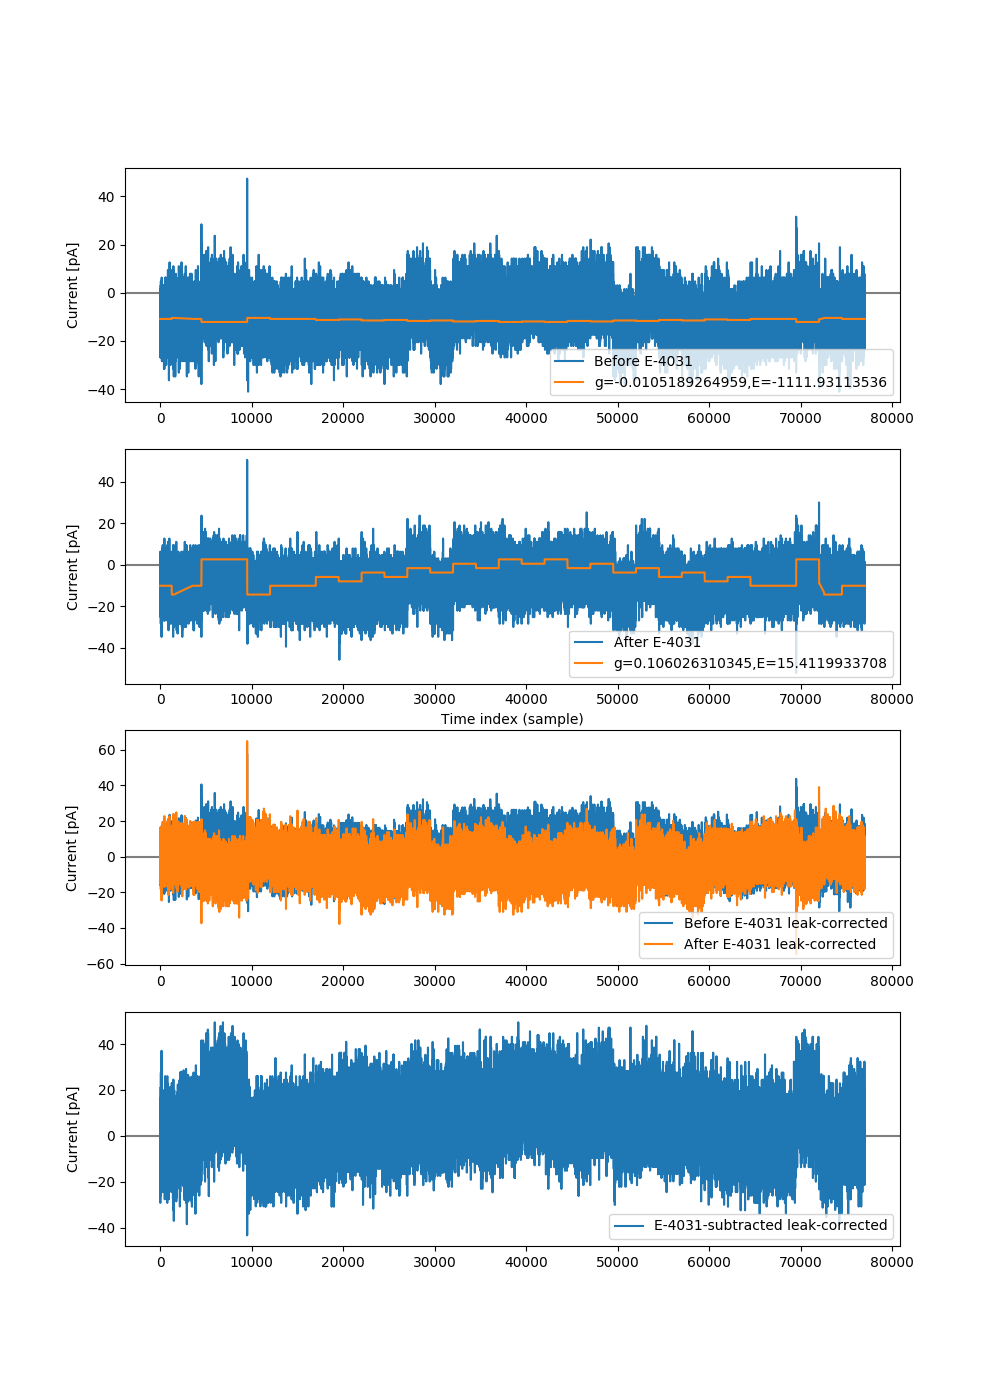 40
20
0
−20
−40
Current [pA]
Before E-4031
g=-0.0105189264959,E=-1111.93113536
0 10000 20000 30000 40000 50000 60000 70000 80000
40
20
0
−20
−40
Current [pA]
After E-4031
g=0.106026310345,E=15.4119933708
0 10000 20000 30000 40000 50000 60000 70000 80000
Time index (sample)
60
40
20
0
−20
−40
−60
Current [pA]
Before E-4031 leak-corrected
After E-4031 leak-corrected
0 10000 20000 30000 40000 50000 60000 70000 80000
40
20
0
−20
−40
Current [pA]
E-4031-subtracted leak-corrected
0 10000 20000 30000 40000 50000 60000 70000 80000